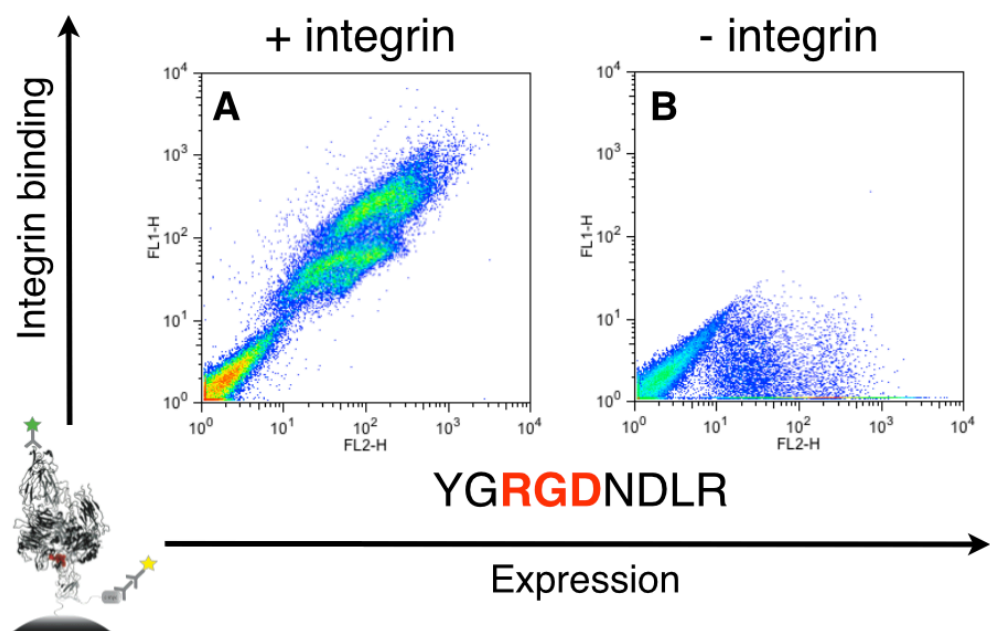 + integrin
- integrin
Integrin binding
A
10⁴
10³
10²
10¹
10⁰
FL1-H
10⁰ 10¹ 10² 10³ 10⁴
FL2-H
B
10⁴
10³
10²
10¹
10⁰
FL1-H
10⁰ 10¹ 10² 10³ 10⁴
FL2-H
YGRGDNDLR
Expression